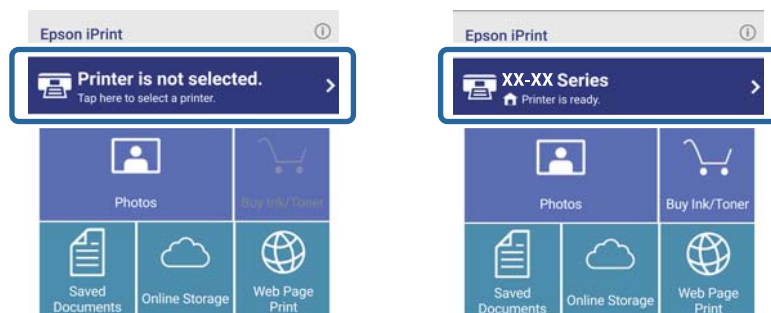 Epson iPrint
Printer is not selected.
Tap here to select a printer.
Photos
Buy Ink/Toner
Saved
Documents
Online Storage
Web Page
Print
Epson iPrint
XX-XX Series
Printer is ready.
Photos
Buy Ink/Toner
Saved
Documents
Online Storage
Web Page
Print